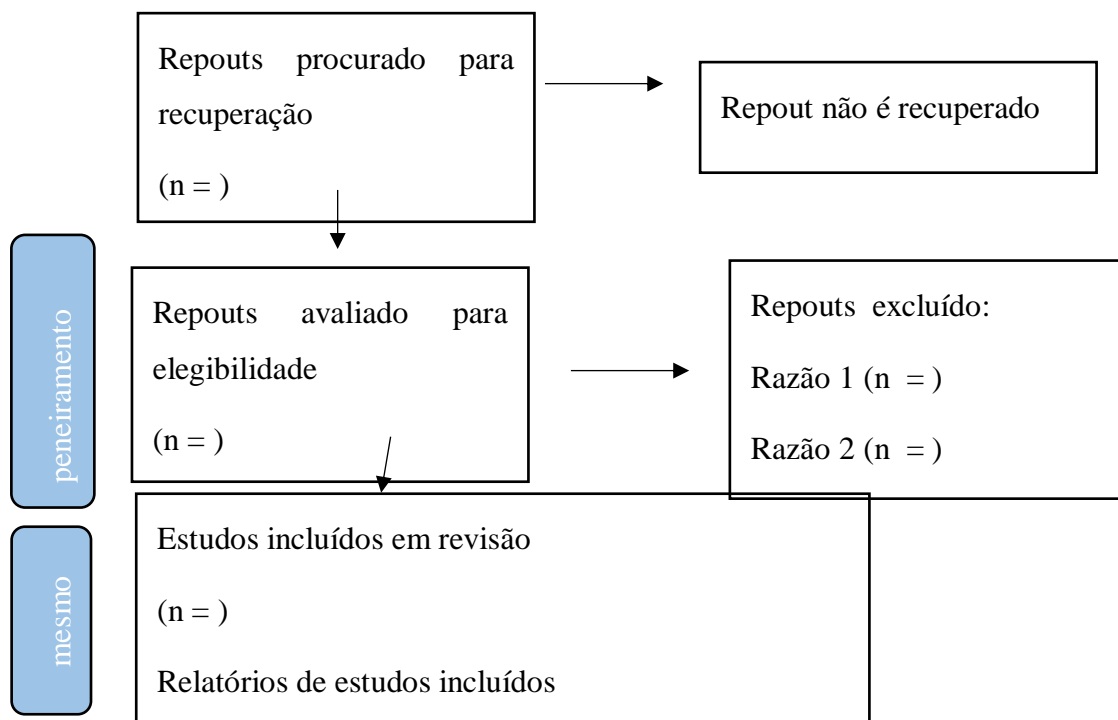 Repouts procurado para
recuperação
(n = )
Repout não é recuperado
peneiramento
Repouts avaliado para
elegibilidade
(n = )
Repouts excluído:
Razão 1 (n = )
Razão 2 (n = )
mesmo
Estudos incluídos em revisão
(n = )
Relatórios de estudos incluídos